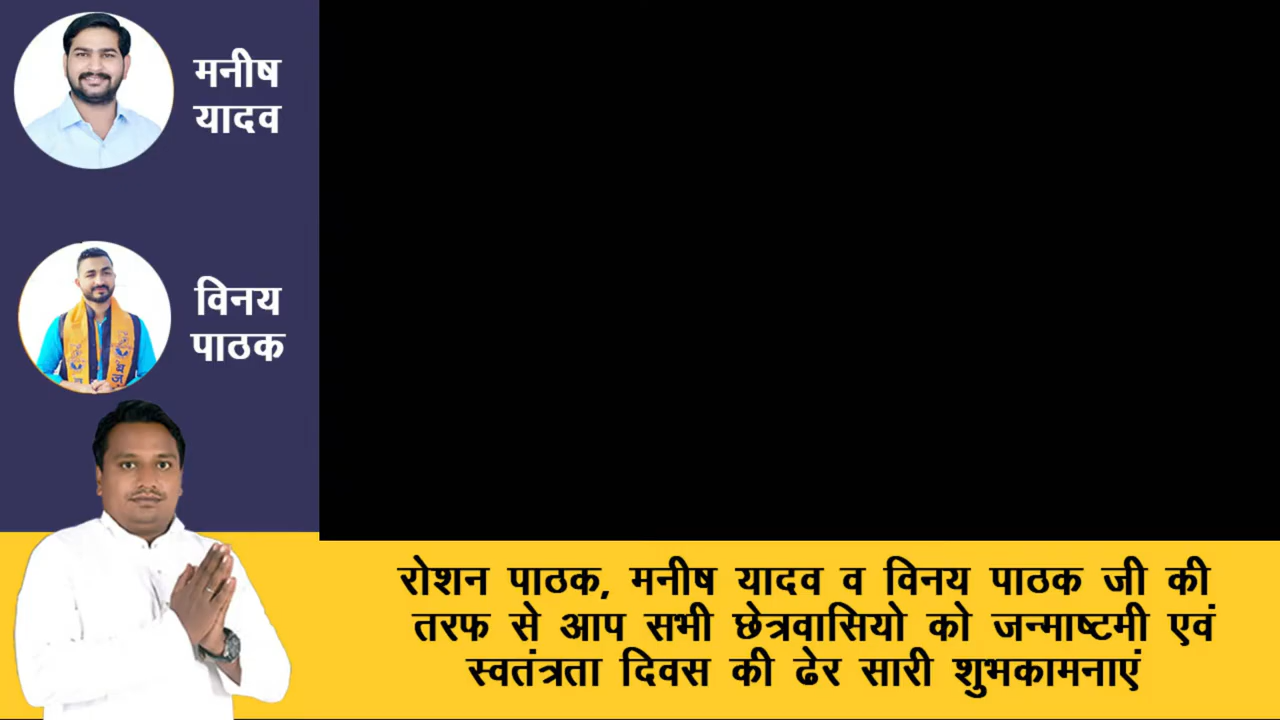 मनीष
यादव
विनय
पाठक
रोशन पाठक, मनीष यादव व विनय पाठक जी की
तरफ से आप सभी छेत्रवासियो को जन्माष्टमी एवं
स्वतंत्रता दिवस की ढेर सारी शुभकामनाएं